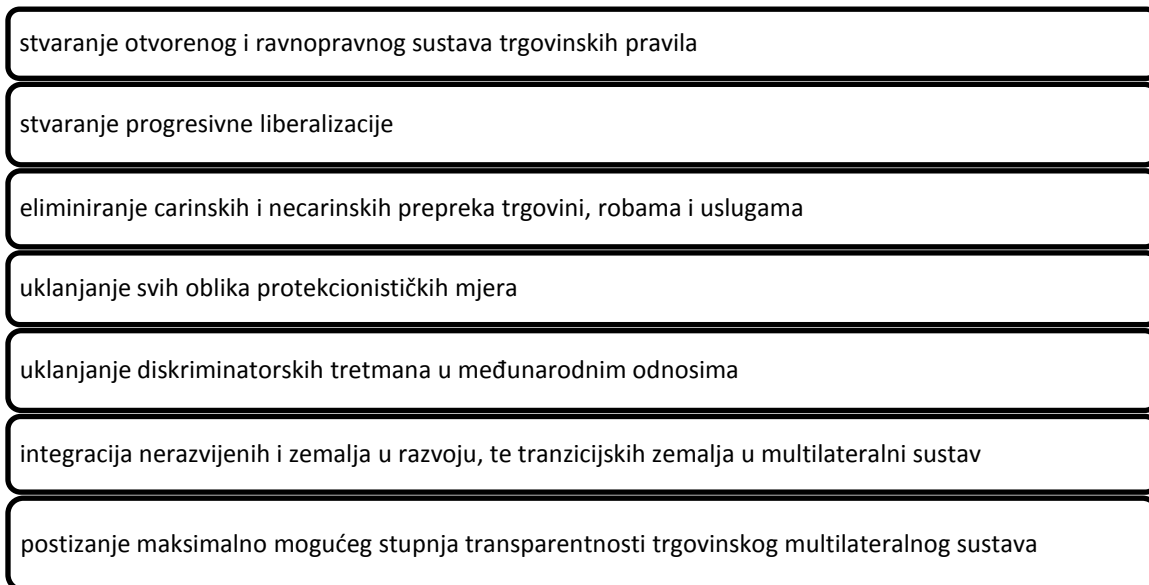 stvaranje otvorenog i ravnopravnog sustava trgovinskih pravila
stvaranje progresivne liberalizacije
eliminiranje carinskih i necarinskih prepreka trgovini, robama i uslugama
uklanjanje svih oblika protekcionističkih mjera
uklanjanje diskriminatorskih tretmana u međunarodnim odnosima
integracija nerazvijenih i zemalja u razvoju, te tranzicijskih zemalja u multilateralni sustav
postizanje maksimalno mogućeg stupnja transparentnosti trgovinskog multilateralnog sustava